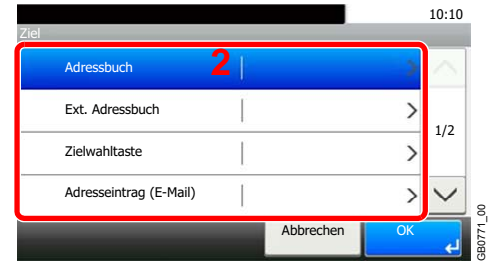 10:10
Ziel
Adressbuch
2
Ext. Adressbuch
1/2
Zielwahltaste
Adresseintrag (E-Mail)
Abbrechen
OK
GB0771_00